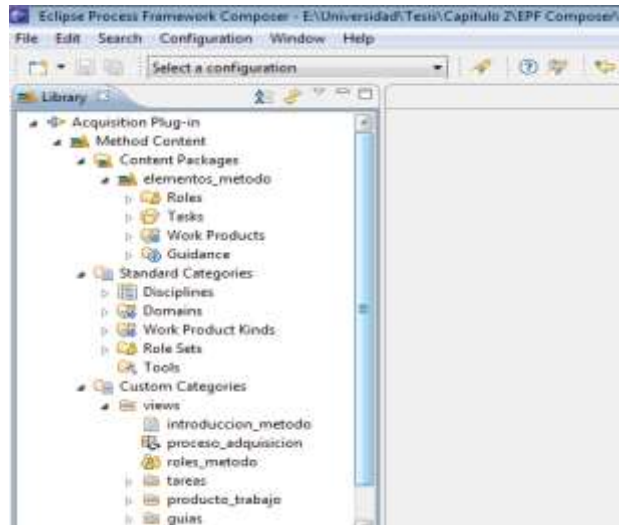 Eclipse Process Framework Composer - E:\Universidad\Tesis\Capitulo 2\EPF Composer\
File Edit Search Configuration Window Help
Select a configuration
Library
Acquisition Plug-in
Method Content
Content Packages
elementos_metodo
Roles
Tasks
Work Products
Guidance
Standard Categories
Disciplines
Domains
Work Product Kinds
Role Sets
Tools
Custom Categories
views
introduccion_metodo
proceso_adquisicion
roles_metodo
tareas
producto_trabajo
guias